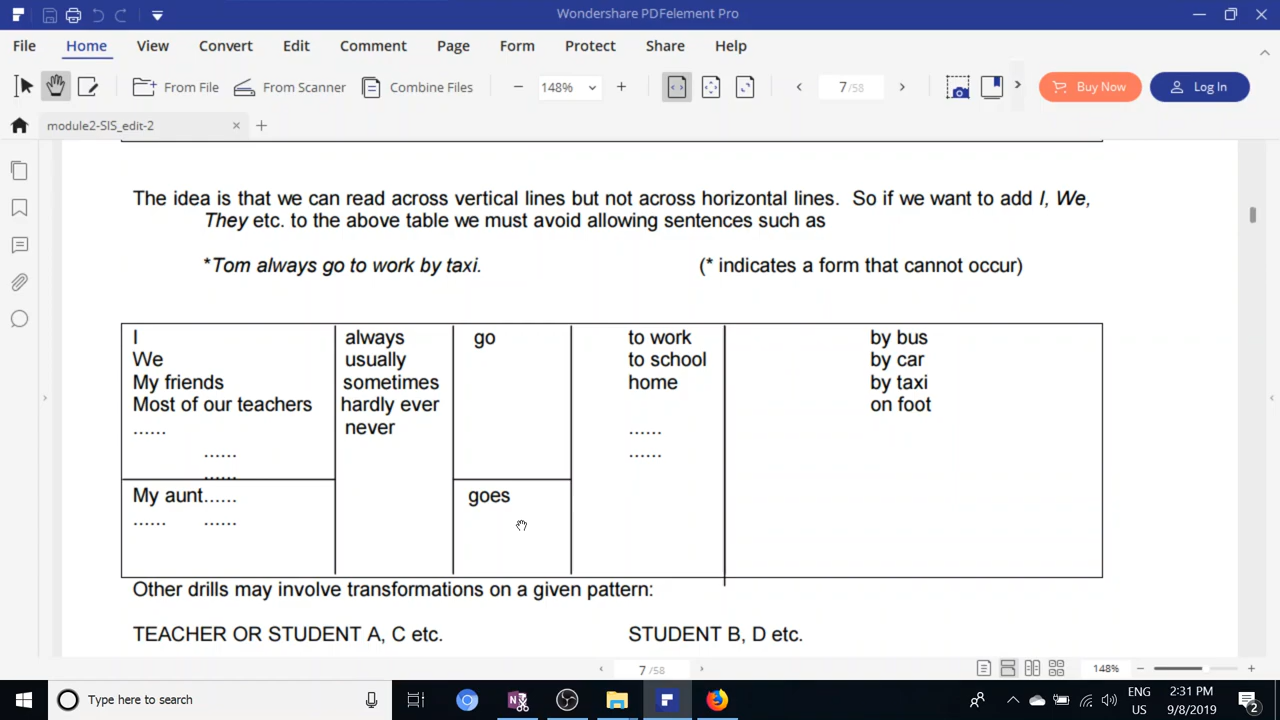 Wondershare PDFelement Pro
File Home View Convert Edit Comment Page Form Protect Share Help
From File From Scanner Combine Files 148% 7/58 Buy Now Log In
module2-SIS_edit-2
The idea is that we can read across vertical lines but not across horizontal lines. So if we want to add I, We,
They etc. to the above table we must avoid allowing sentences such as
*Tom always go to work by taxi. (* indicates a form that cannot occur)
I always go to work by bus
We usually to school by car
My friends sometimes home by taxi
Most of our teachers hardly ever on foot
...... never ......
...... ......
......
My aunt...... goes
...... ......
Other drills may involve transformations on a given pattern:
TEACHER OR STUDENT A, C etc. STUDENT B, D etc.
7 /58 148%
Type here to search
ENG 2:31 PM
US 9/8/2019 2